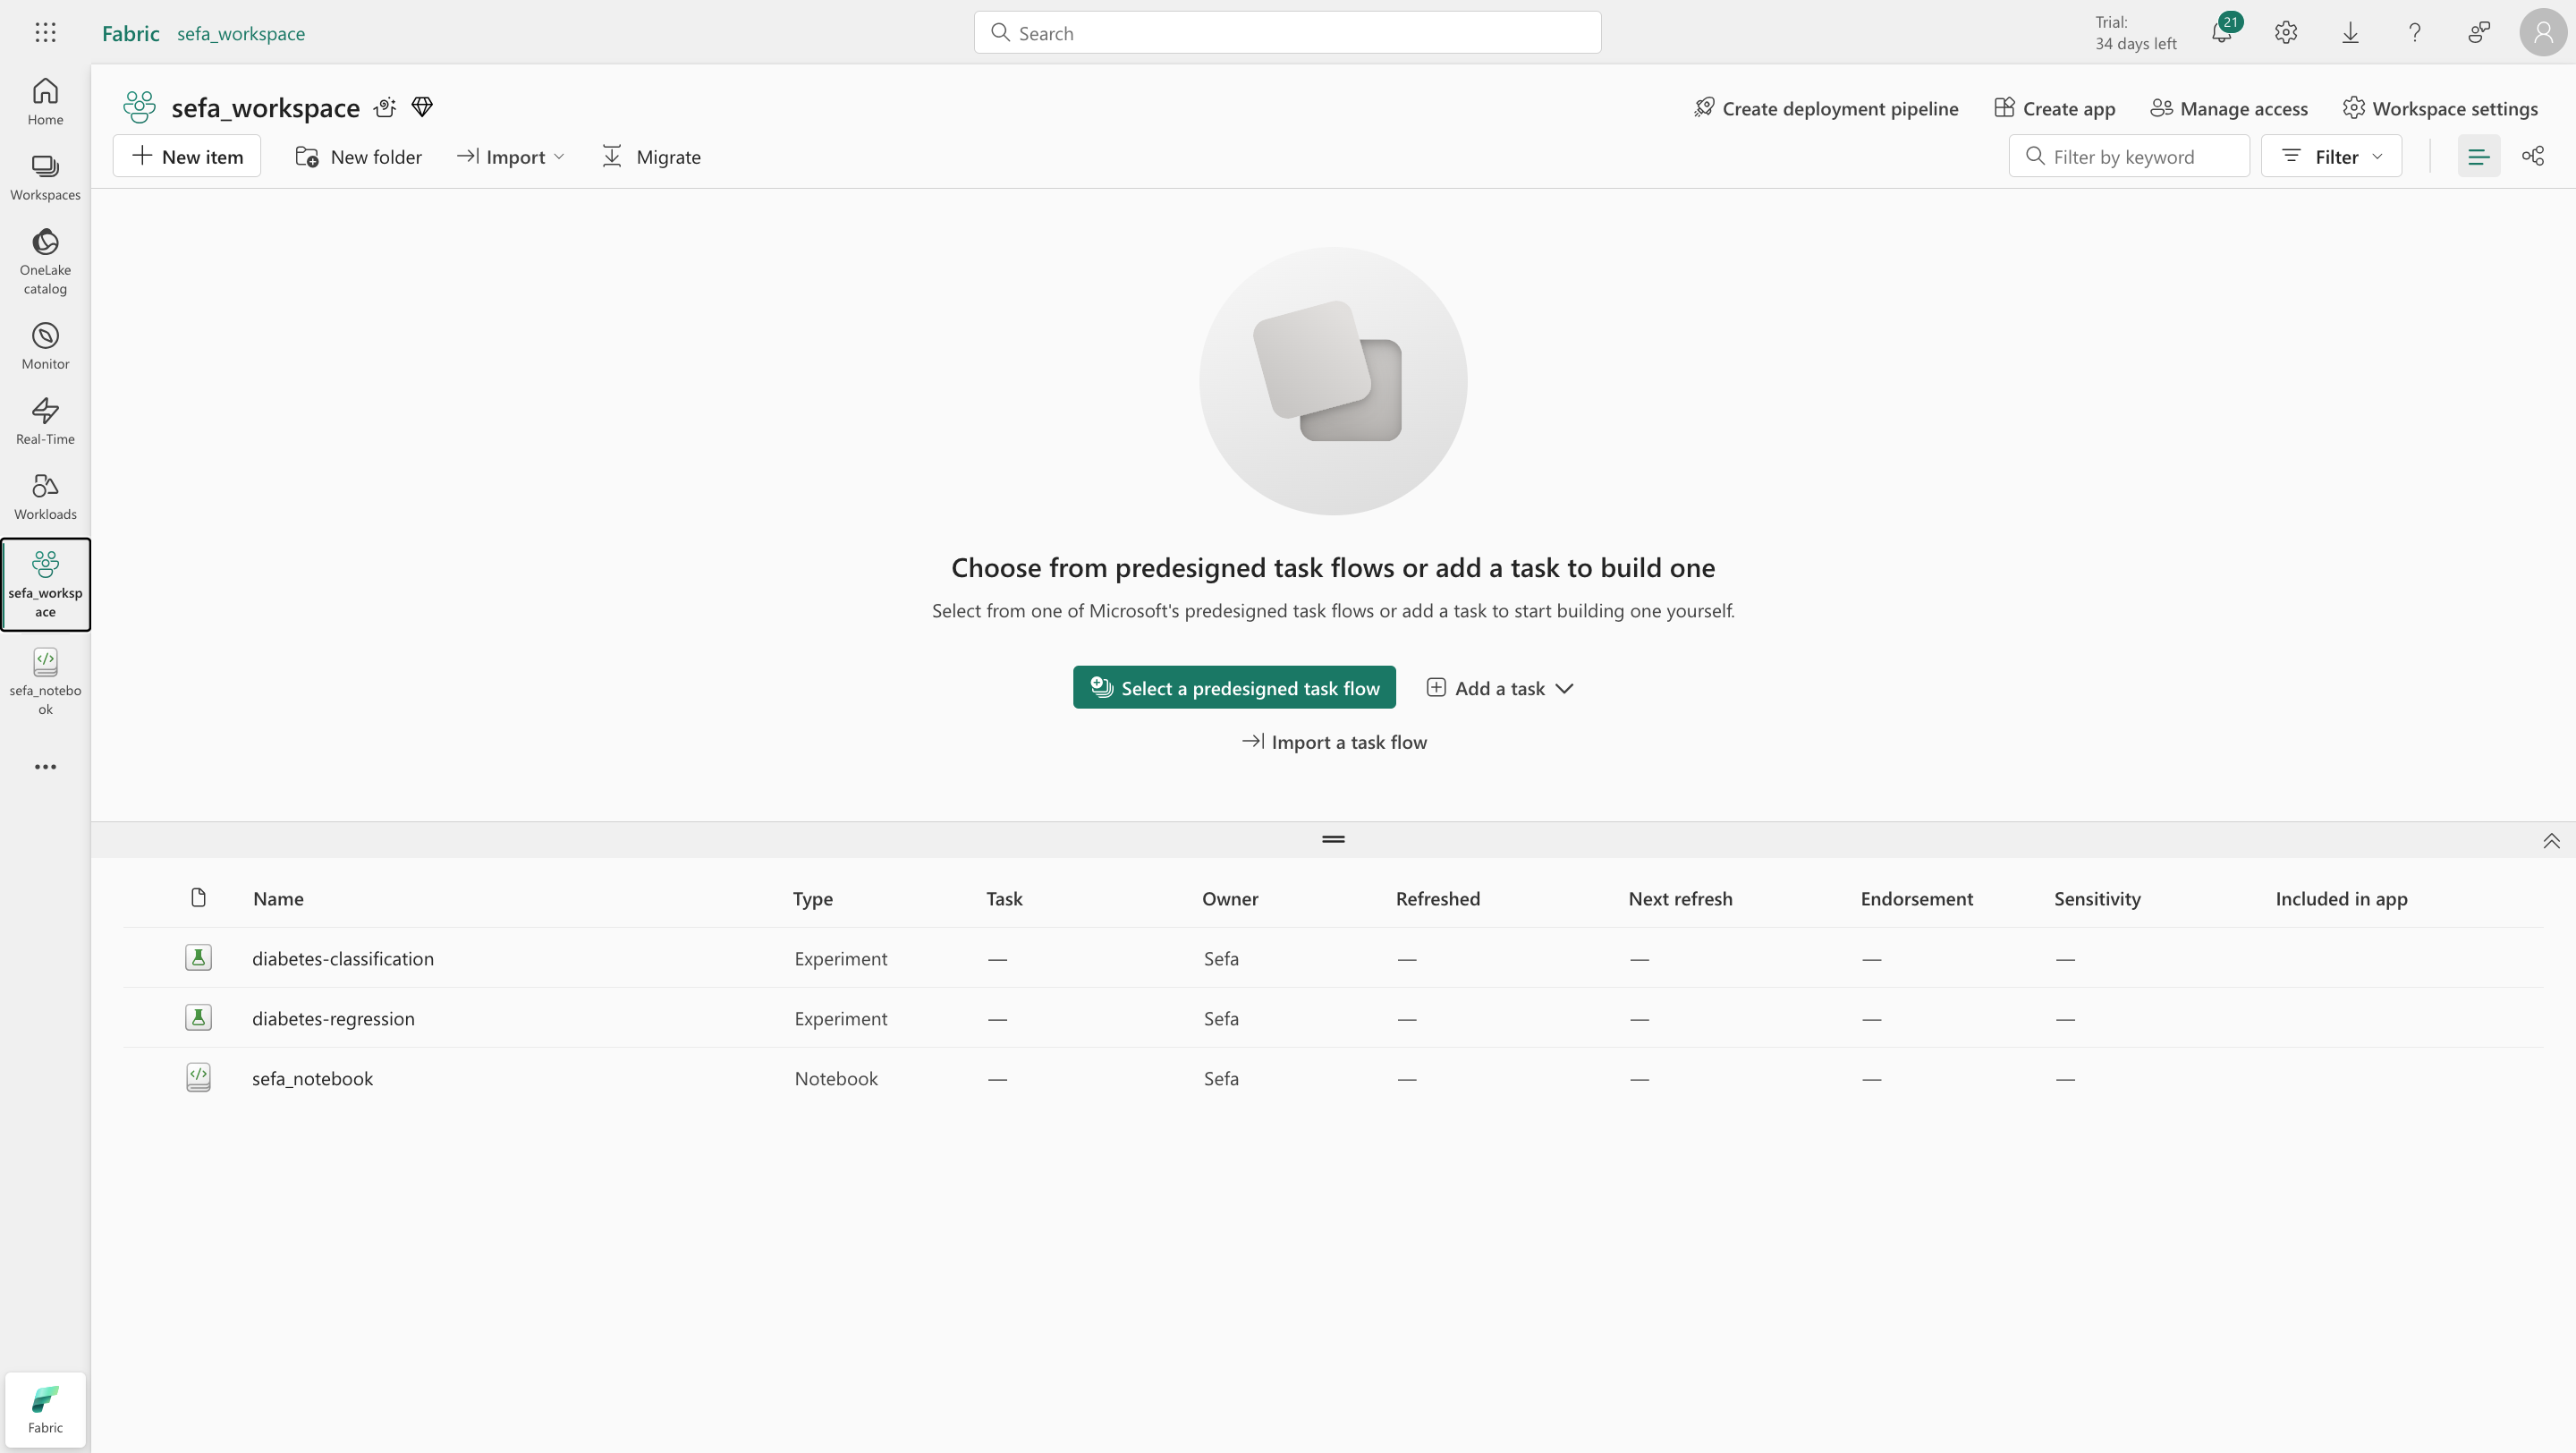 Fabric sefa_workspace Search Trial: 21
34 days left
sefa_workspace Create deployment pipeline Create app Manage access Workspace settings
New item New folder Import Migrate Filter by keyword Filter
Home
Workspaces
OneLake
catalog
Monitor
Real-Time
Workloads
sefa_worksp
ace
sefa_notebo
ok
Fabric
Choose from predesigned task flows or add a task to build one
Select from one of Microsoft's predesigned task flows or add a task to start building one yourself.
Select a predesigned task flow Add a task
Import a task flow
Name Type Task Owner Refreshed Next refresh Endorsement Sensitivity Included in app
diabetes-classification Experiment — Sefa — — — —
diabetes-regression Experiment — Sefa — — — —
sefa_notebook Notebook — Sefa — — — —